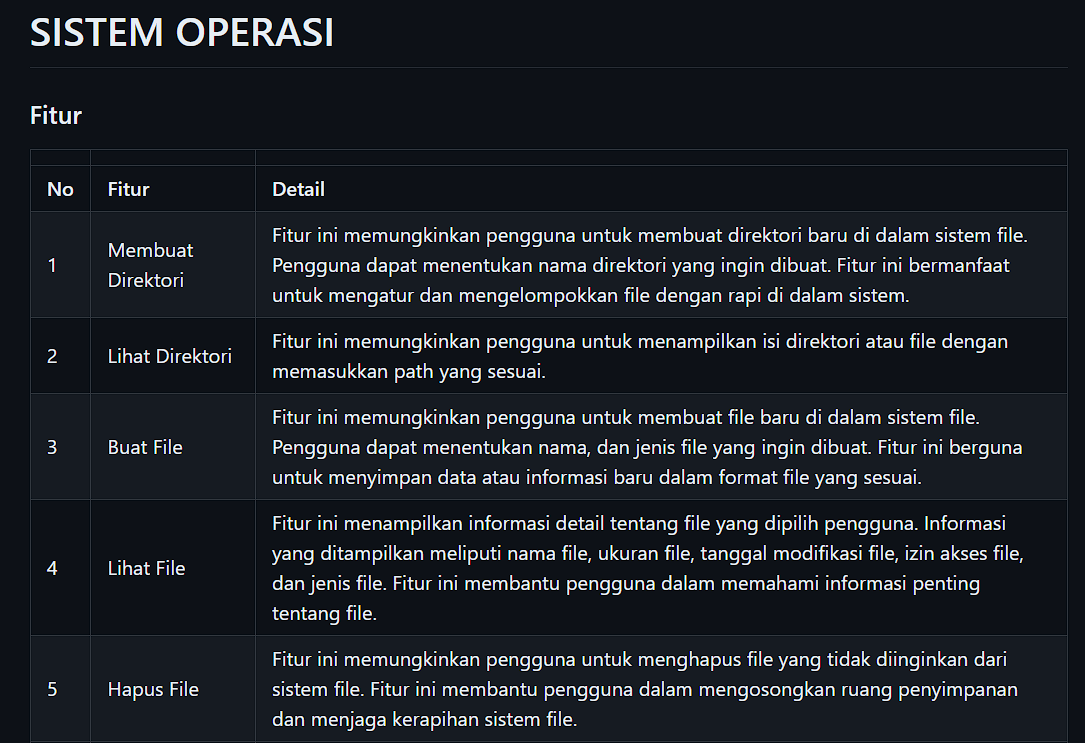 SISTEM OPERASI
Fitur
No Fitur Detail
1
Membuat
Direktori
Fitur ini memungkinkan pengguna untuk membuat direktori baru di dalam sistem file.
Pengguna dapat menentukan nama direktori yang ingin dibuat. Fitur ini bermanfaat
untuk mengatur dan mengelompokkan file dengan rapi di dalam sistem.
2
Lihat Direktori
Fitur ini memungkinkan pengguna untuk menampilkan isi direktori atau file dengan
memasukkan path yang sesuai.
3
Buat File
Fitur ini memungkinkan pengguna untuk membuat file baru di dalam sistem file.
Pengguna dapat menentukan nama, dan jenis file yang ingin dibuat. Fitur ini berguna
untuk menyimpan data atau informasi baru dalam format file yang sesuai.
4
Lihat File
Fitur ini menampilkan informasi detail tentang file yang dipilih pengguna. Informasi
yang ditampilkan meliputi nama file, ukuran file, tanggal modifikasi file, izin akses file,
dan jenis file. Fitur ini membantu pengguna dalam memahami informasi penting
tentang file.
5
Hapus File
Fitur ini memungkinkan pengguna untuk menghapus file yang tidak diinginkan dari
sistem file. Fitur ini membantu pengguna dalam mengosongkan ruang penyimpanan
dan menjaga kerapihan sistem file.